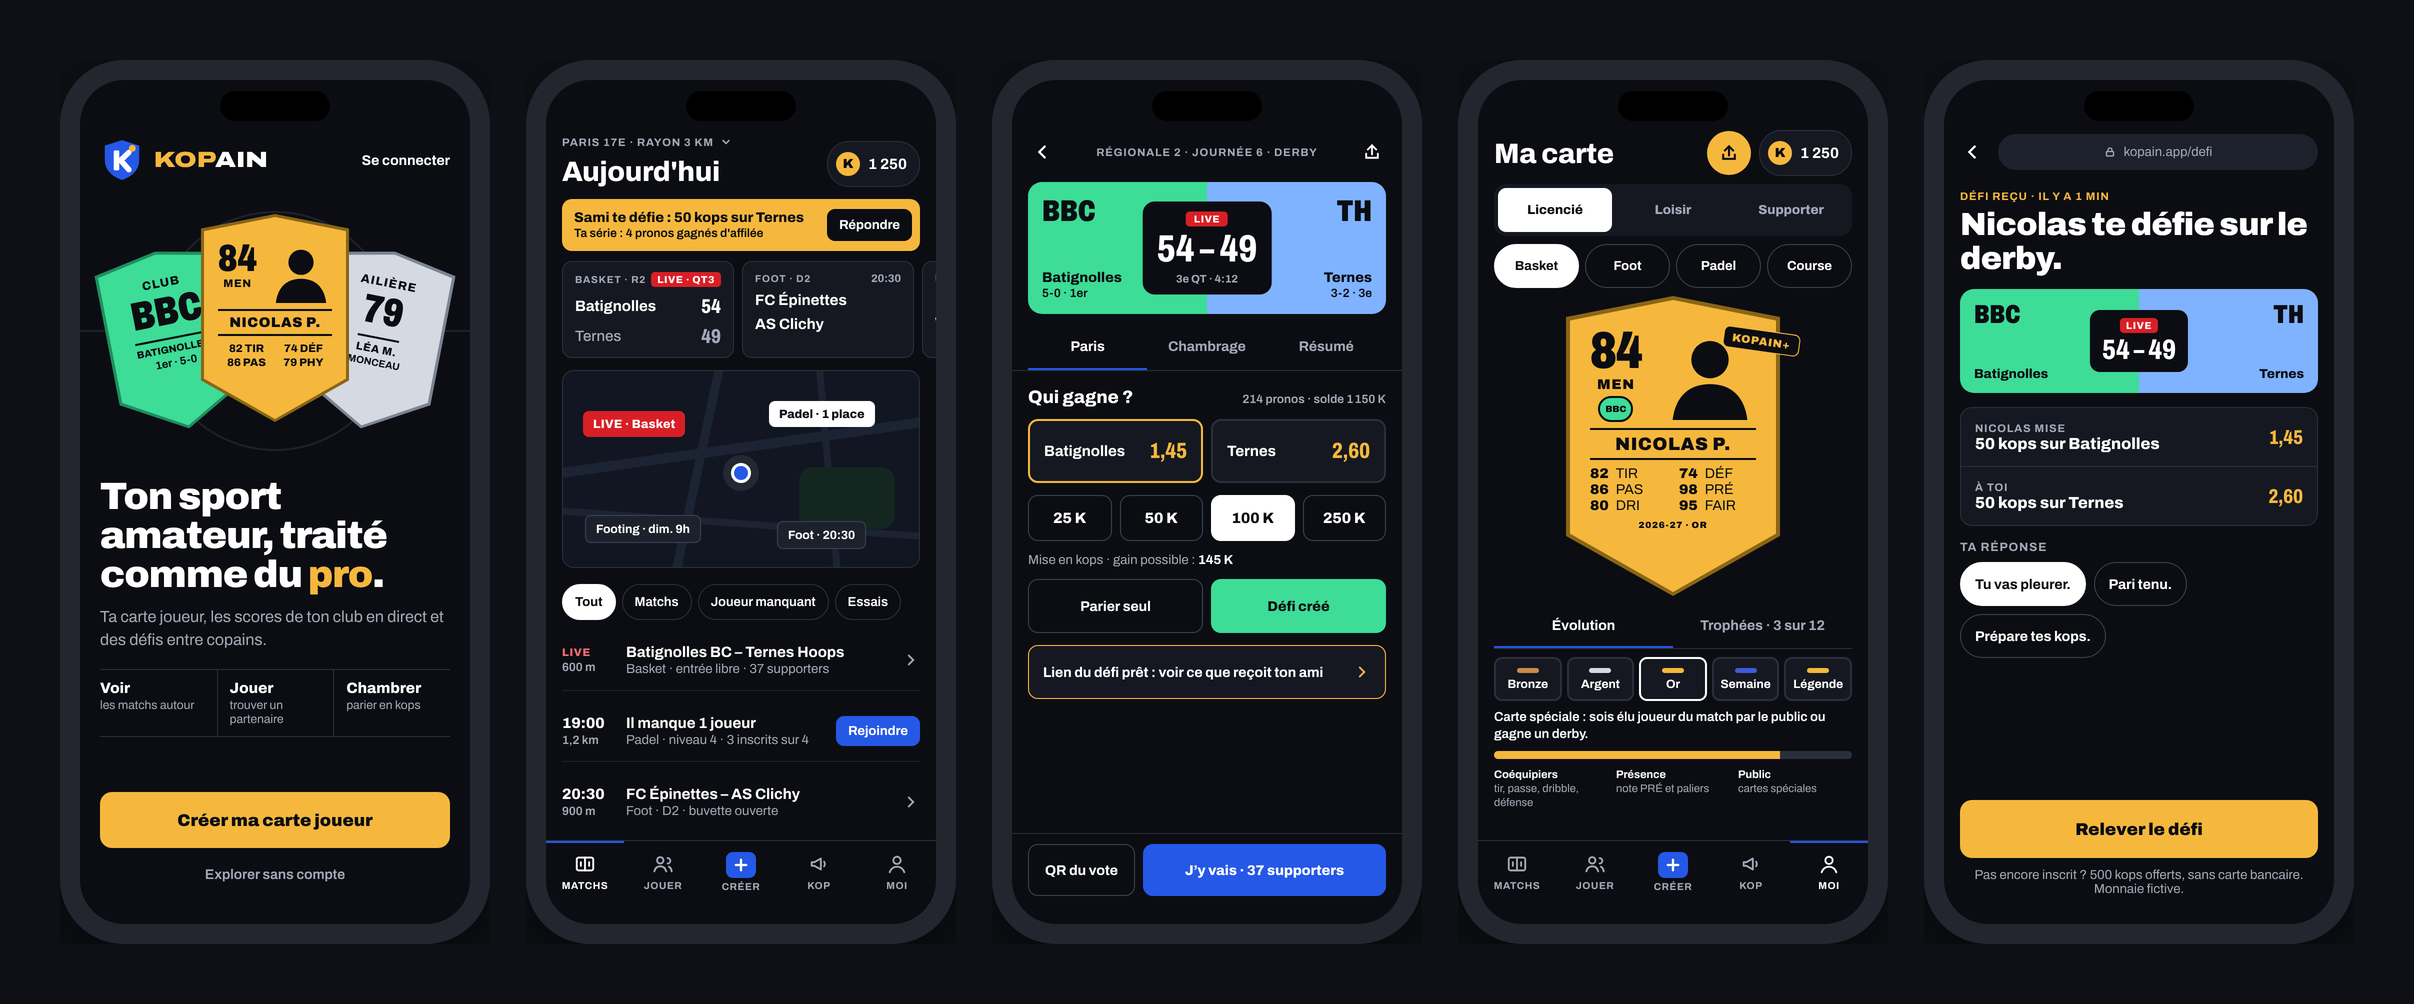 KOPAIN
Se connecter
CLUB
BBC
BATIGNOLLE
1er · 5-0
84
MEN
NICOLAS P.
82 TIR 74 DÉF
86 PAS 79 PHY
AILIÈRE
79
LÉA M.
MONCEAU
Ton sport
amateur, traité
comme du pro.
Ta carte joueur, les scores de ton club en direct et
des défis entre copains.
Voir
les matchs autour
Jouer
trouver un
partenaire
Chambrer
parier en kops
Créer ma carte joueur
Explorer sans compte
PARIS 17E · RAYON 3 KM
Aujourd'hui
K 1 250
Sami te défie : 50 kops sur Ternes
Ta série : 4 pronos gagnés d'affilée
Répondre
BASKET · R2 LIVE · QT3
Batignolles 54
Ternes 49
FOOT · D2 20:30
FC Épinettes
AS Clichy
LIVE · Basket
Padel · 1 place
Footing · dim. 9h
Foot · 20:30
Tout
Matchs
Joueur manquant
Essais
LIVE
600 m
Batignolles BC – Ternes Hoops
Basket · entrée libre · 37 supporters
19:00
1,2 km
Il manque 1 joueur
Padel · niveau 4 · 3 inscrits sur 4
Rejoindre
20:30
900 m
FC Épinettes – AS Clichy
Foot · D2 · buvette ouverte
MATCHS
JOUER
CRÉER
KOP
MOI
RÉGIONALE 2 · JOURNÉE 6 · DERBY
BBC
Batignolles
5-0 · 1er
LIVE
54 – 49
3e QT · 4:12
TH
Ternes
3-2 · 3e
Paris
Chambrage
Résumé
Qui gagne ?
214 pronos · solde 1 150 K
Batignolles 1,45
Ternes 2,60
25 K
50 K
100 K
250 K
Mise en kops · gain possible : 145 K
Parier seul
Défi créé
Lien du défi prêt : voir ce que reçoit ton ami
QR du vote
J’y vais · 37 supporters
Ma carte
K 1 250
Licencié
Loisir
Supporter
Basket
Foot
Padel
Course
KOPAIN+
84
MEN
BBC
NICOLAS P.
82 TIR 74 DÉF
86 PAS 98 PRÉ
80 DRI 95 FAIR
2026-27 · OR
Évolution
Trophées · 3 sur 12
Bronze
Argent
Or
Semaine
Légende
Carte spéciale : sois élu joueur du match par le public ou
gagne un derby.
Coéquipiers
tir, passe, dribble,
défense
Présence
note PRÉ et paliers
Public
cartes spéciales
MATCHS
JOUER
CRÉER
KOP
MOI
kopain.app/defi
DÉFI REÇU · IL Y A 1 MIN
Nicolas te défie sur le
derby.
BBC
Batignolles
LIVE
54 – 49
TH
Ternes
NICOLAS MISE
50 kops sur Batignolles
1,45
À TOI
50 kops sur Ternes
2,60
TA RÉPONSE
Tu vas pleurer.
Pari tenu.
Prépare tes kops.
Relever le défi
Pas encore inscrit ? 500 kops offerts, sans carte bancaire.
Monnaie fictive.